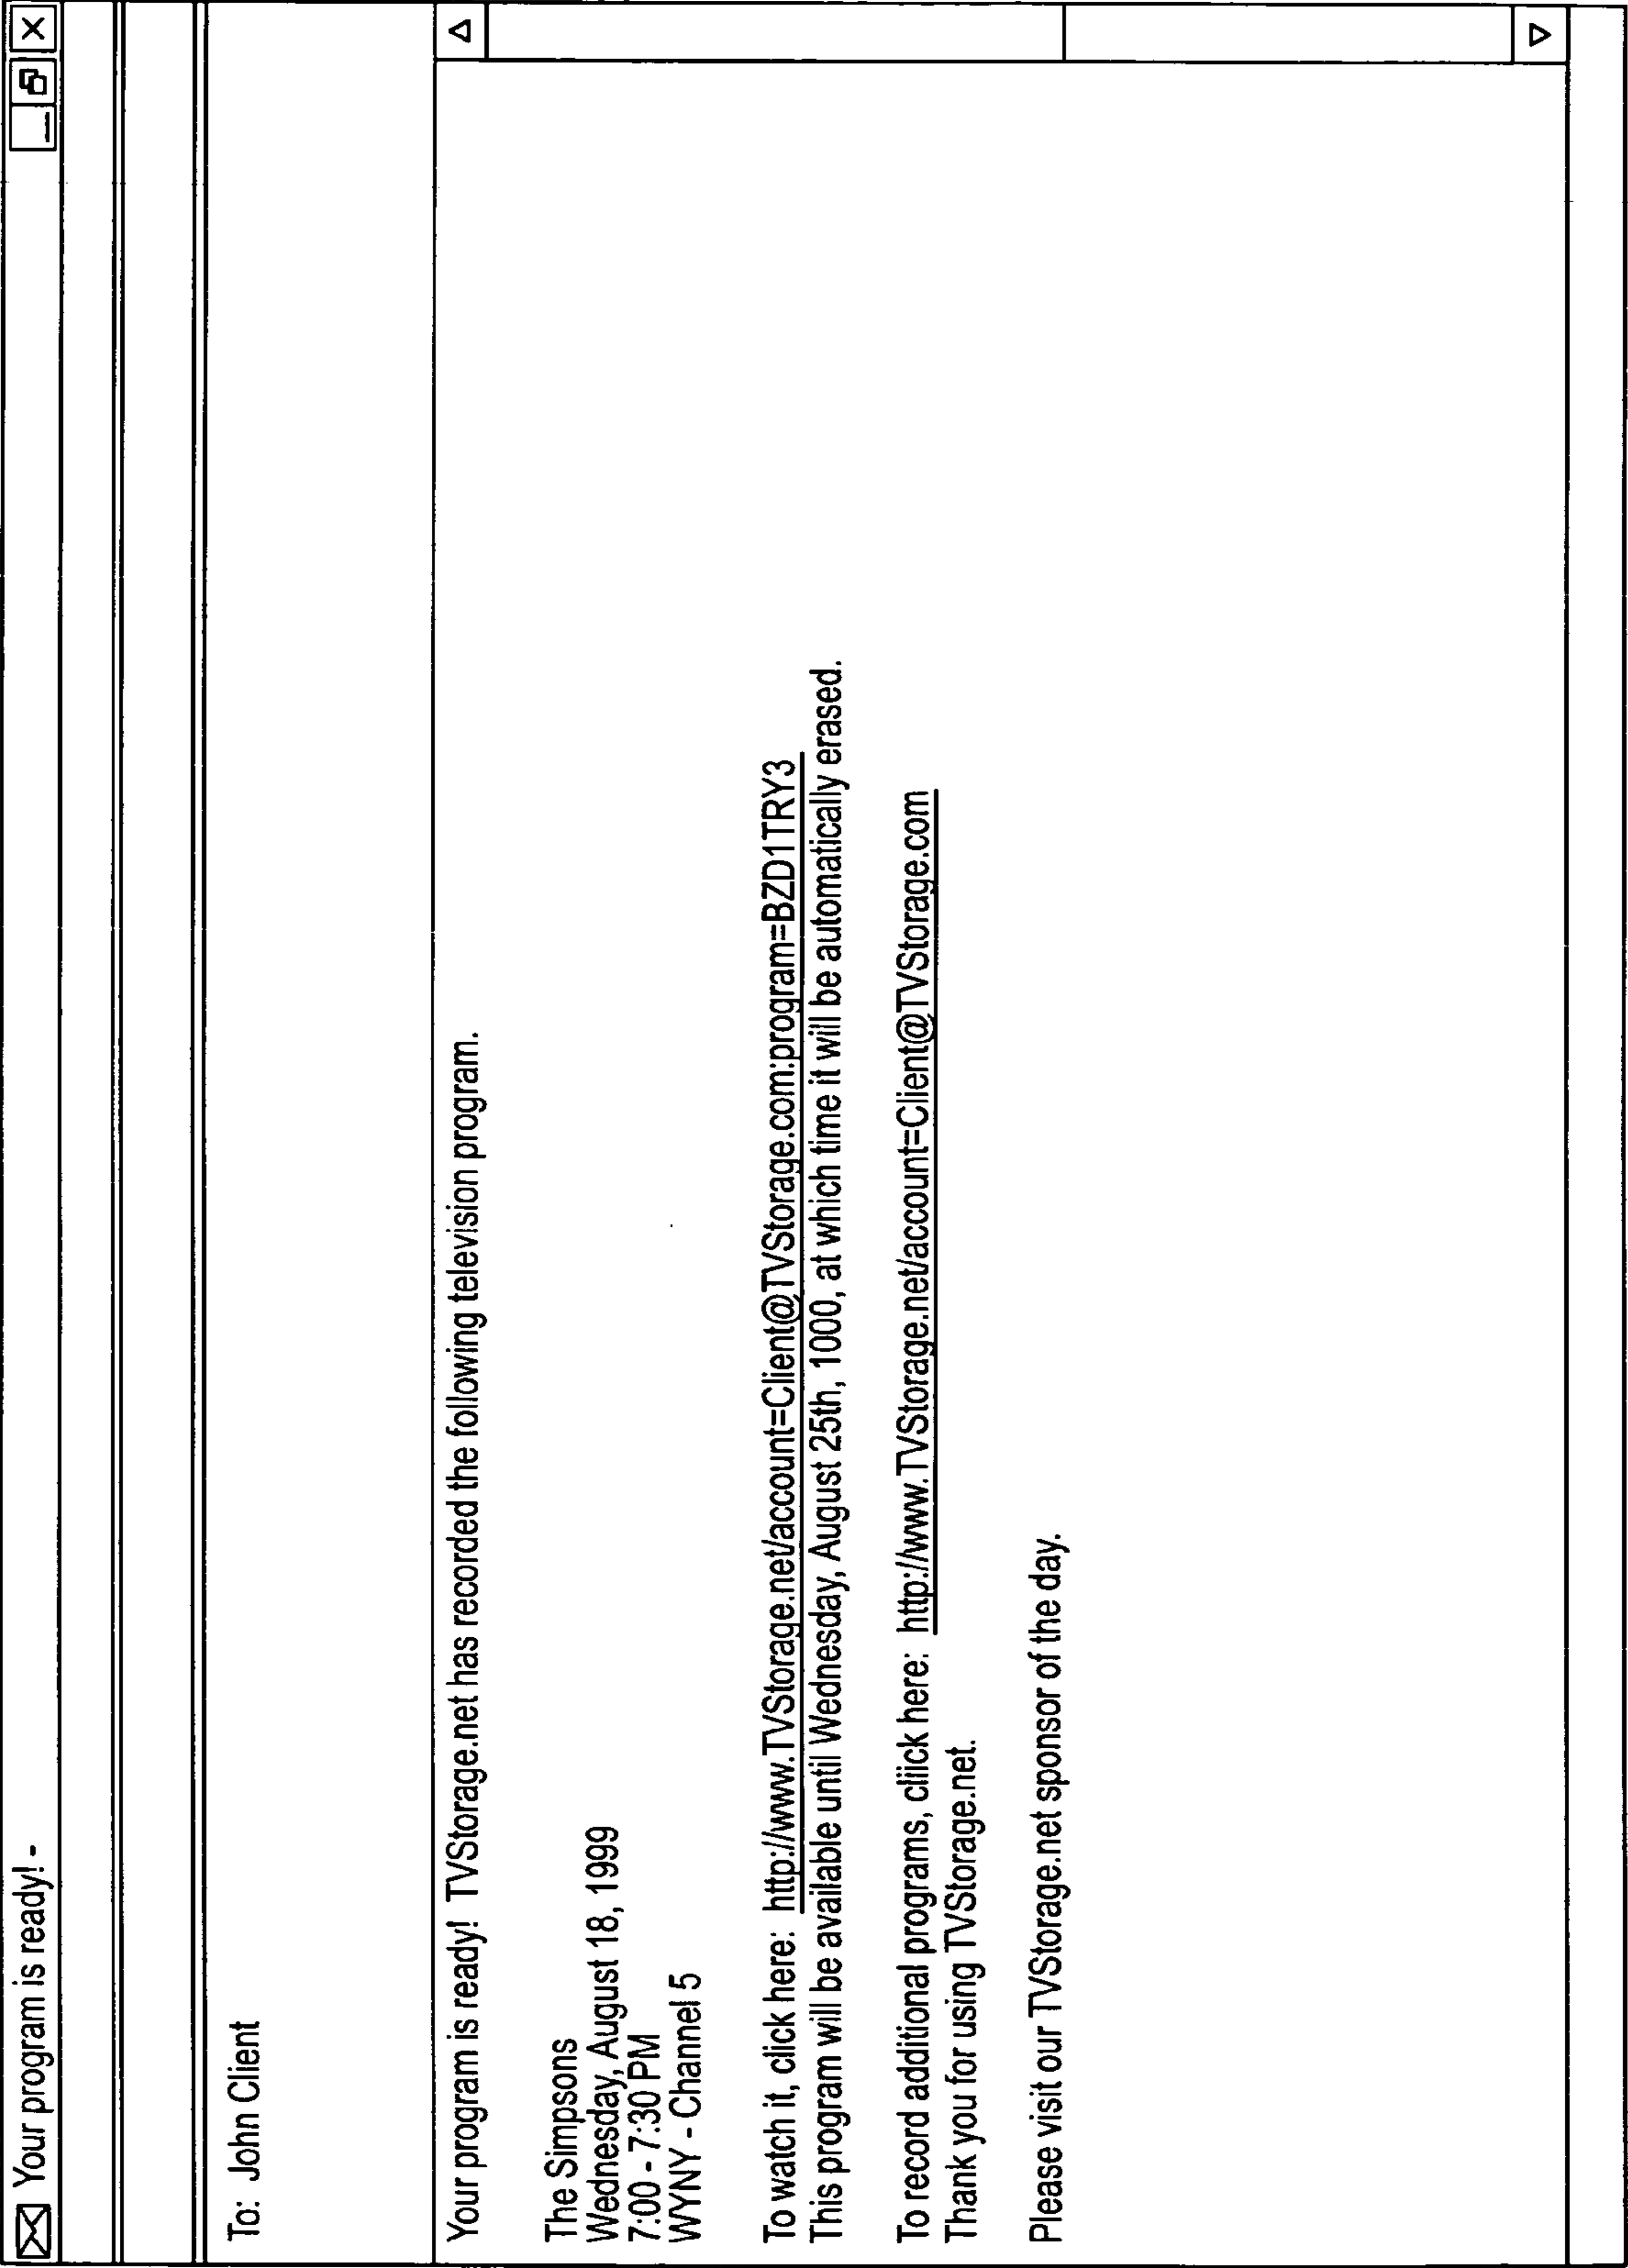 Your program is ready! -
To: John Client
Your program is ready! TVStorage.net has recorded the following television program.
The Simpsons
Wednesday, August 18, 1999
7:00 - 7:30 PM
WYNY - Channel 5
To watch it, click here: http://www.TVStorage.net/account=Client@TVStorage.com:program=BZD1TRY3
This program will be available until Wednesday, August 25th, 1000, at which time it will be automatically erased.
To record additional programs, cliick here: http://www.TVStorage.net/account=Client@TVStorage.com
Thank you for using TVStorage.net.
Please visit our TVStorage.net sponsor of the day.